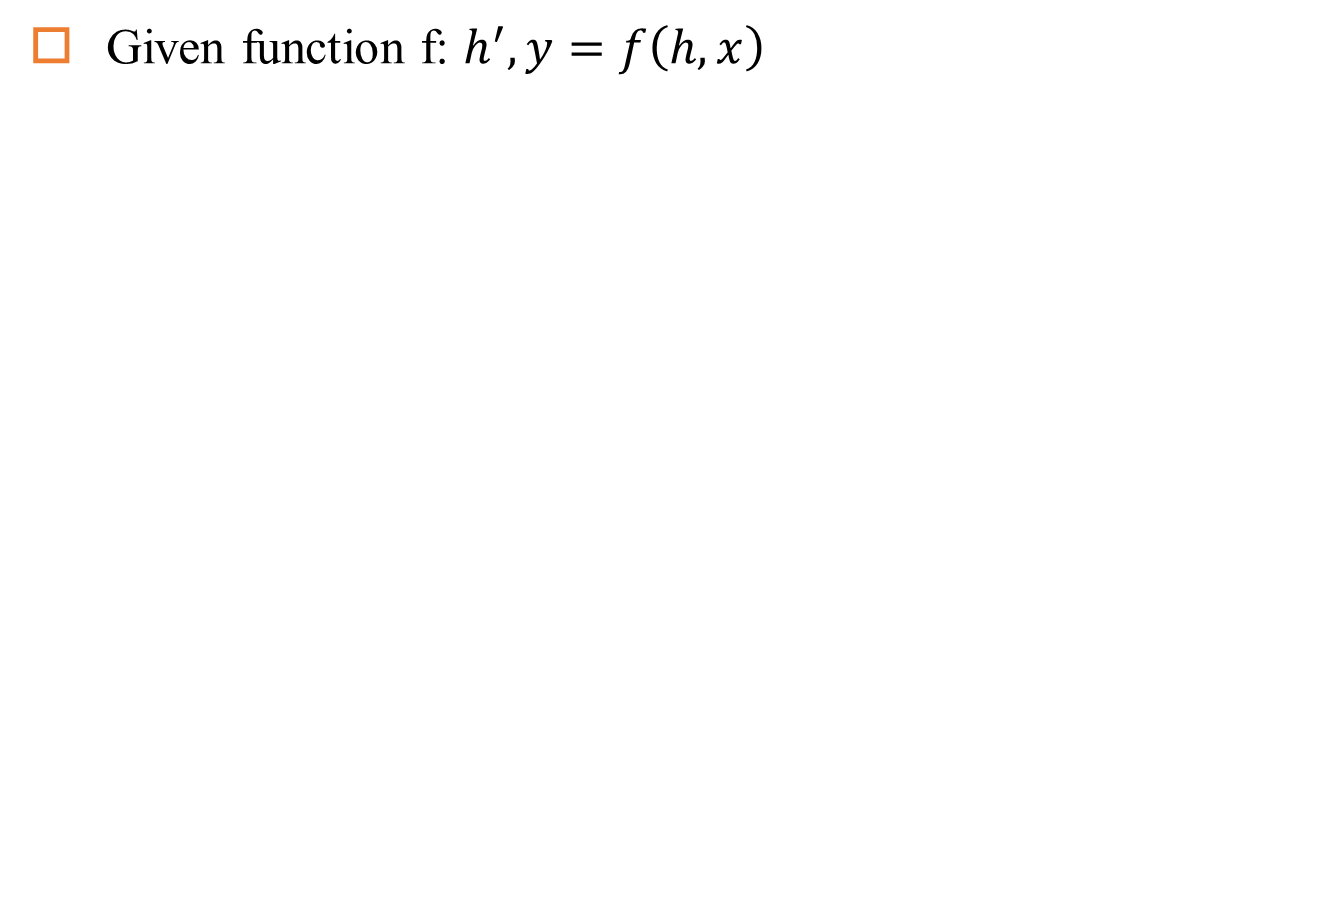 Given function f: ℎ′, 𝑦 = 𝑓(ℎ, 𝑥)